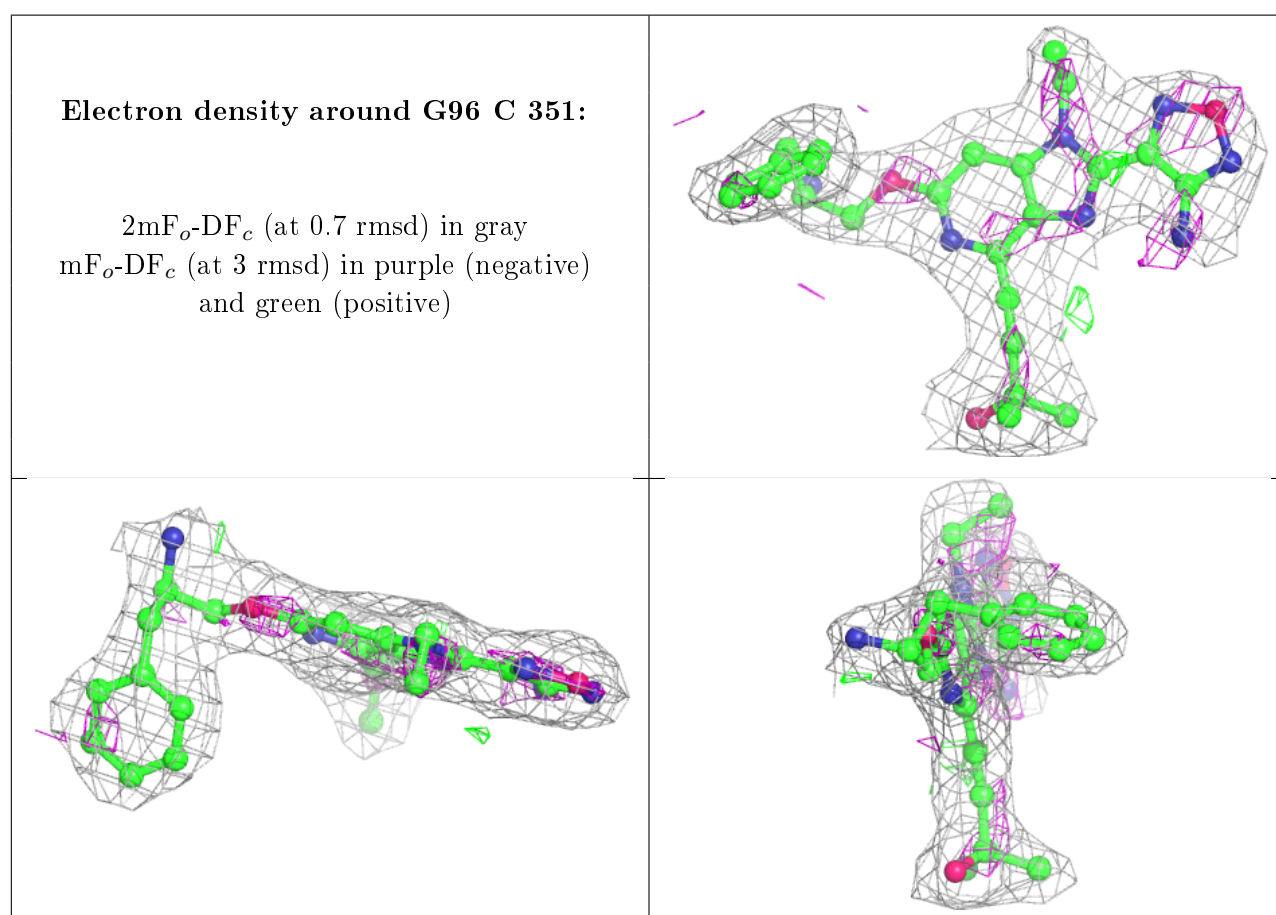 Electron density around G96 C 351:
2mFo-DFc (at 0.7 rmsd) in gray
mFo-DFc (at 3 rmsd) in purple (negative)
and green (positive)